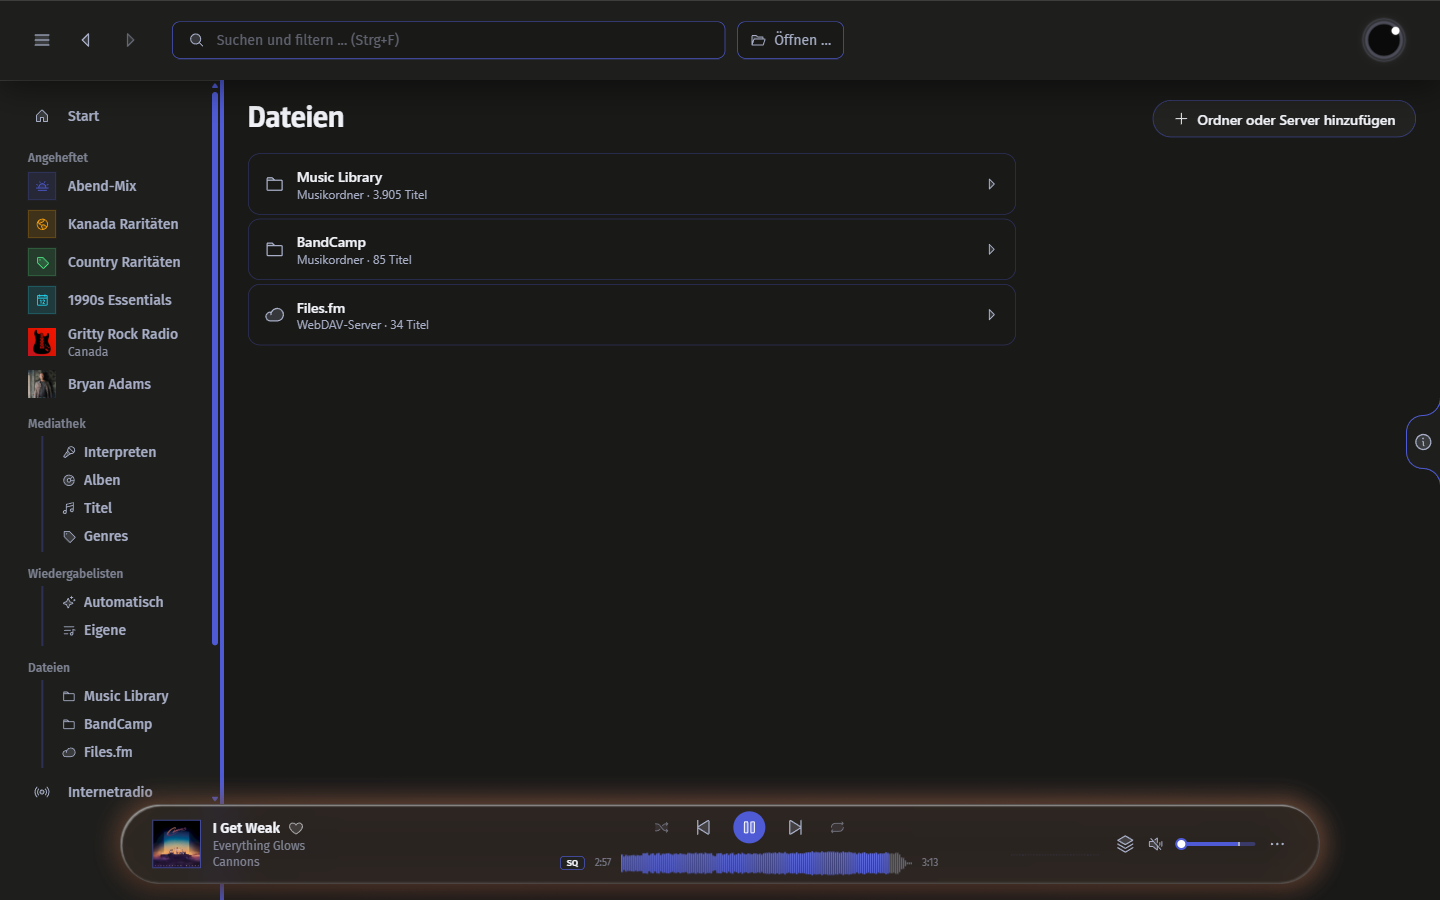 Suchen und filtern ... (Strg+F)
Öffnen ...
Start
Angeheftet
Abend-Mix
Kanada Raritäten
Country Raritäten
1990s Essentials
Gritty Rock Radio
Canada
Bryan Adams
Mediathek
Interpreten
Alben
Titel
Genres
Wiedergabelisten
Automatisch
Eigene
Dateien
Music Library
BandCamp
Files.fm
Internetradio
Dateien
Ordner oder Server hinzufügen
Music Library
Musikordner · 3.905 Titel
BandCamp
Musikordner · 85 Titel
Files.fm
WebDAV-Server · 34 Titel
I Get Weak
Everything Glows
Cannons
SQ 2:57 3:13